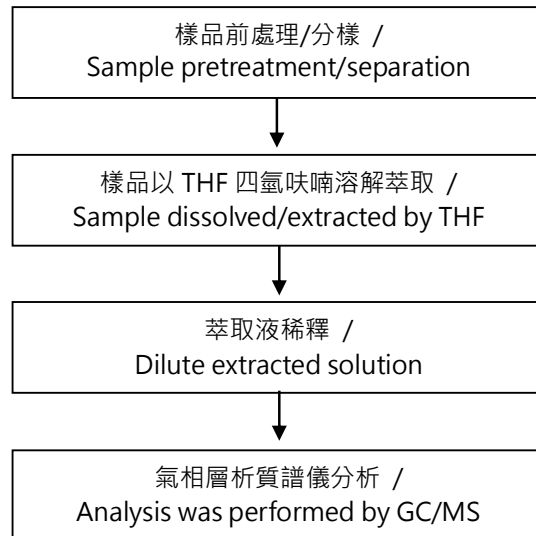 樣品前處理/分樣 /
Sample pretreatment/separation
樣品以 THF 四氫呋喃溶解萃取 /
Sample dissolved/extracted by THF
萃取液稀釋 /
Dilute extracted solution
氣相層析質譜儀分析 /
Analysis was performed by GC/MS